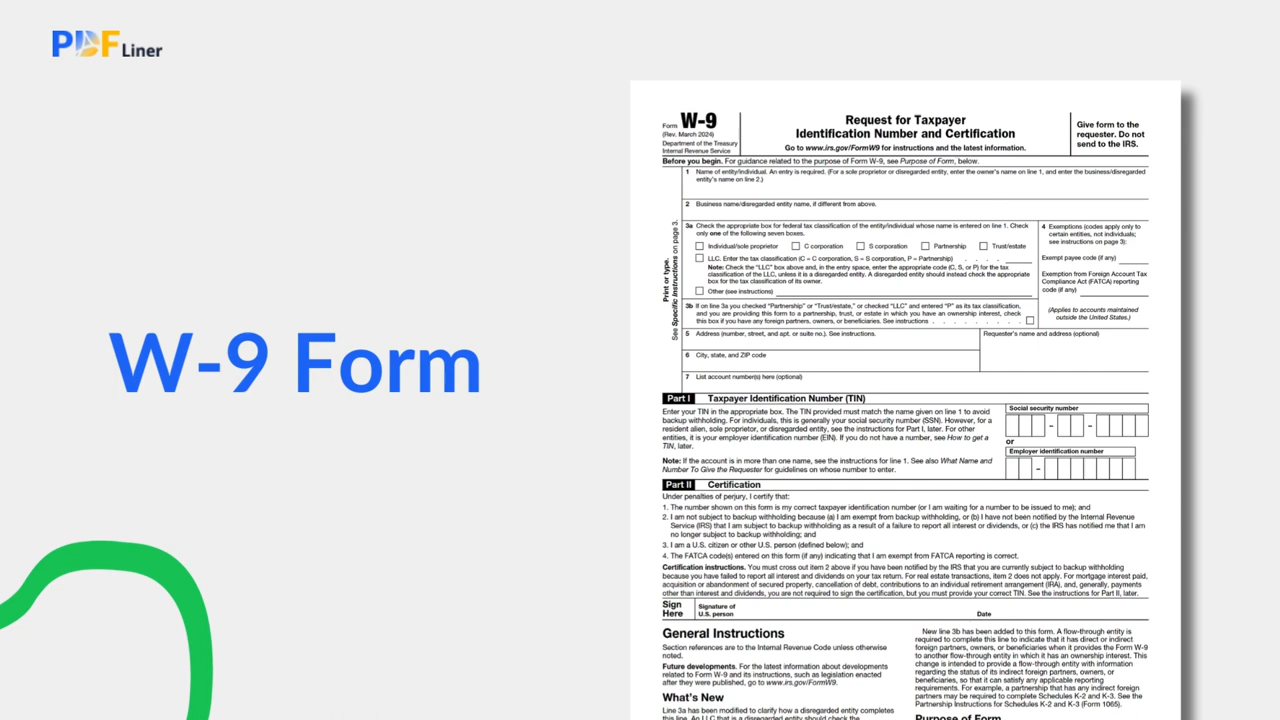 PDFLiner
W-9 Form
Form W-9
(Rev. March 2024)
Department of the Treasury
Internal Revenue Service
Request for Taxpayer
Identification Number and Certification
Go to www.irs.gov/FormW9 for instructions and the latest information.
Give form to the
requester. Do not
send to the IRS.
Before you begin. For guidance related to the purpose of Form W-9, see Purpose of Form, below.
Print or type.
See Specific Instructions on page 3.
1 Name of entity/individual. An entry is required. (For a sole proprietor or disregarded entity, enter the owner's name on line 1, and enter the business/disregarded
entity's name on line 2.)
2 Business name/disregarded entity name, if different from above.
3a Check the appropriate box for federal tax classification of the entity/individual whose name is entered on line 1. Check
only one of the following seven boxes.
Individual/sole proprietor C corporation S corporation Partnership Trust/estate
LLC. Enter the tax classification (C = C corporation, S = S corporation, P = Partnership) . . . .
Note: Check the "LLC" box above and, in the entry space, enter the appropriate code (C, S, or P) for the tax
classification of the LLC, unless it is a disregarded entity. A disregarded entity should instead check the appropriate
box for the tax classification of its owner.
Other (see instructions)
3b If on line 3a you checked "Partnership" or "Trust/estate," or checked "LLC" and entered "P" as its tax classification,
and you are providing this form to a partnership, trust, or estate in which you have an ownership interest, check
this box if you have any foreign partners, owners, or beneficiaries. See instructions . . . . . . . . .
4 Exemptions (codes apply only to
certain entities, not individuals;
see instructions on page 3):
Exempt payee code (if any)
Exemption from Foreign Account Tax
Compliance Act (FATCA) reporting
code (if any)
(Applies to accounts maintained
outside the United States.)
5 Address (number, street, and apt. or suite no.). See instructions.
Requester's name and address (optional)
6 City, state, and ZIP code
7 List account number(s) here (optional)
Part I Taxpayer Identification Number (TIN)
Enter your TIN in the appropriate box. The TIN provided must match the name given on line 1 to avoid
backup withholding. For individuals, this is generally your social security number (SSN). However, for a
resident alien, sole proprietor, or disregarded entity, see the instructions for Part I, later. For other
entities, it is your employer identification number (EIN). If you do not have a number, see How to get a
TIN, later.
Note: If the account is in more than one name, see the instructions for line 1. See also What Name and
Number To Give the Requester for guidelines on whose number to enter.
Social security number
– –
or
Employer identification number
–
Part II Certification
Under penalties of perjury, I certify that:
1. The number shown on this form is my correct taxpayer identification number (or I am waiting for a number to be issued to me); and
2. I am not subject to backup withholding because (a) I am exempt from backup withholding, or (b) I have not been notified by the Internal Revenue
Service (IRS) that I am subject to backup withholding as a result of a failure to report all interest or dividends, or (c) the IRS has notified me that I am
no longer subject to backup withholding; and
3. I am a U.S. citizen or other U.S. person (defined below); and
4. The FATCA code(s) entered on this form (if any) indicating that I am exempt from FATCA reporting is correct.
Certification instructions. You must cross out item 2 above if you have been notified by the IRS that you are currently subject to backup withholding
because you have failed to report all interest and dividends on your tax return. For real estate transactions, item 2 does not apply. For mortgage interest paid,
acquisition or abandonment of secured property, cancellation of debt, contributions to an individual retirement arrangement (IRA), and, generally, payments
other than interest and dividends, you are not required to sign the certification, but you must provide your correct TIN. See the instructions for Part II, later.
Sign
Here
Signature of
U.S. person
Date
General Instructions
Section references are to the Internal Revenue Code unless otherwise
noted.
Future developments. For the latest information about developments
related to Form W-9 and its instructions, such as legislation enacted
after they were published, go to www.irs.gov/FormW9.
What's New
Line 3a has been modified to clarify how a disregarded entity completes
this line. An LLC that is a disregarded entity should check the
New line 3b has been added to this form. A flow-through entity is
required to complete this line to indicate that it has direct or indirect
foreign partners, owners, or beneficiaries when it provides the Form W-9
to another flow-through entity in which it has an ownership interest. This
change is intended to provide a flow-through entity with information
regarding the status of its indirect foreign partners, owners, or
beneficiaries, so that it can satisfy any applicable reporting
requirements. For example, a partnership that has any indirect foreign
partners may be required to complete Schedules K-2 and K-3. See the
Partnership Instructions for Schedules K-2 and K-3 (Form 1065).
Purpose of Form